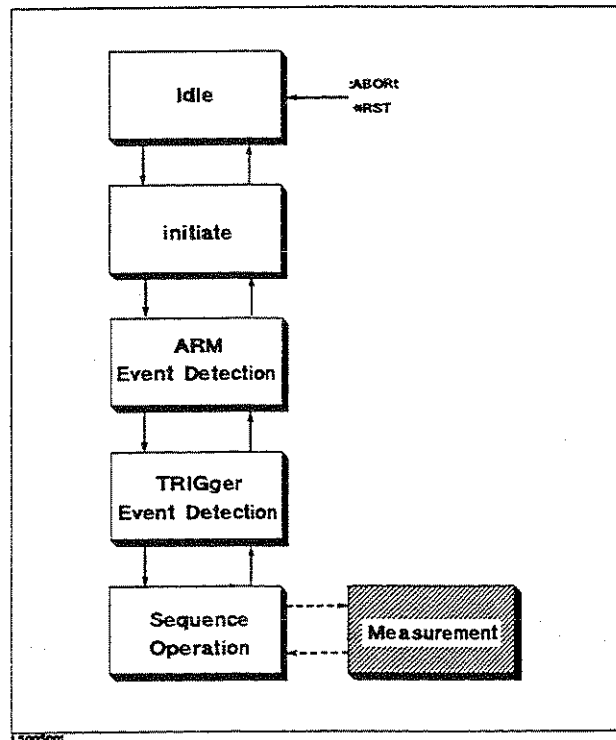 Idle
:ABORt
*RST
initiate
ARM
Event Detection
TRIGger
Event Detection
Sequence
Operation
Measurement